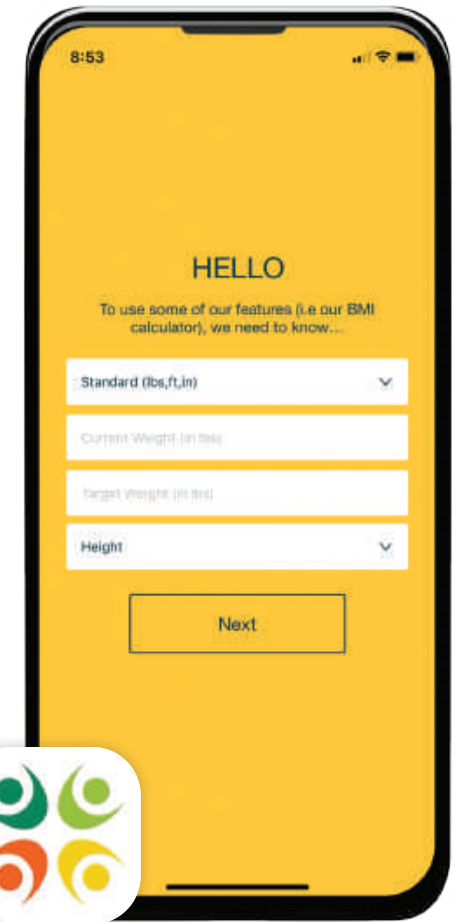 8:53
HELLO
To use some of our features (i.e our BMI
calculator), we need to know...
Standard (lbs,ft,in)
Current Weight (in lbs)
Target Weight (in lbs)
Height
Next